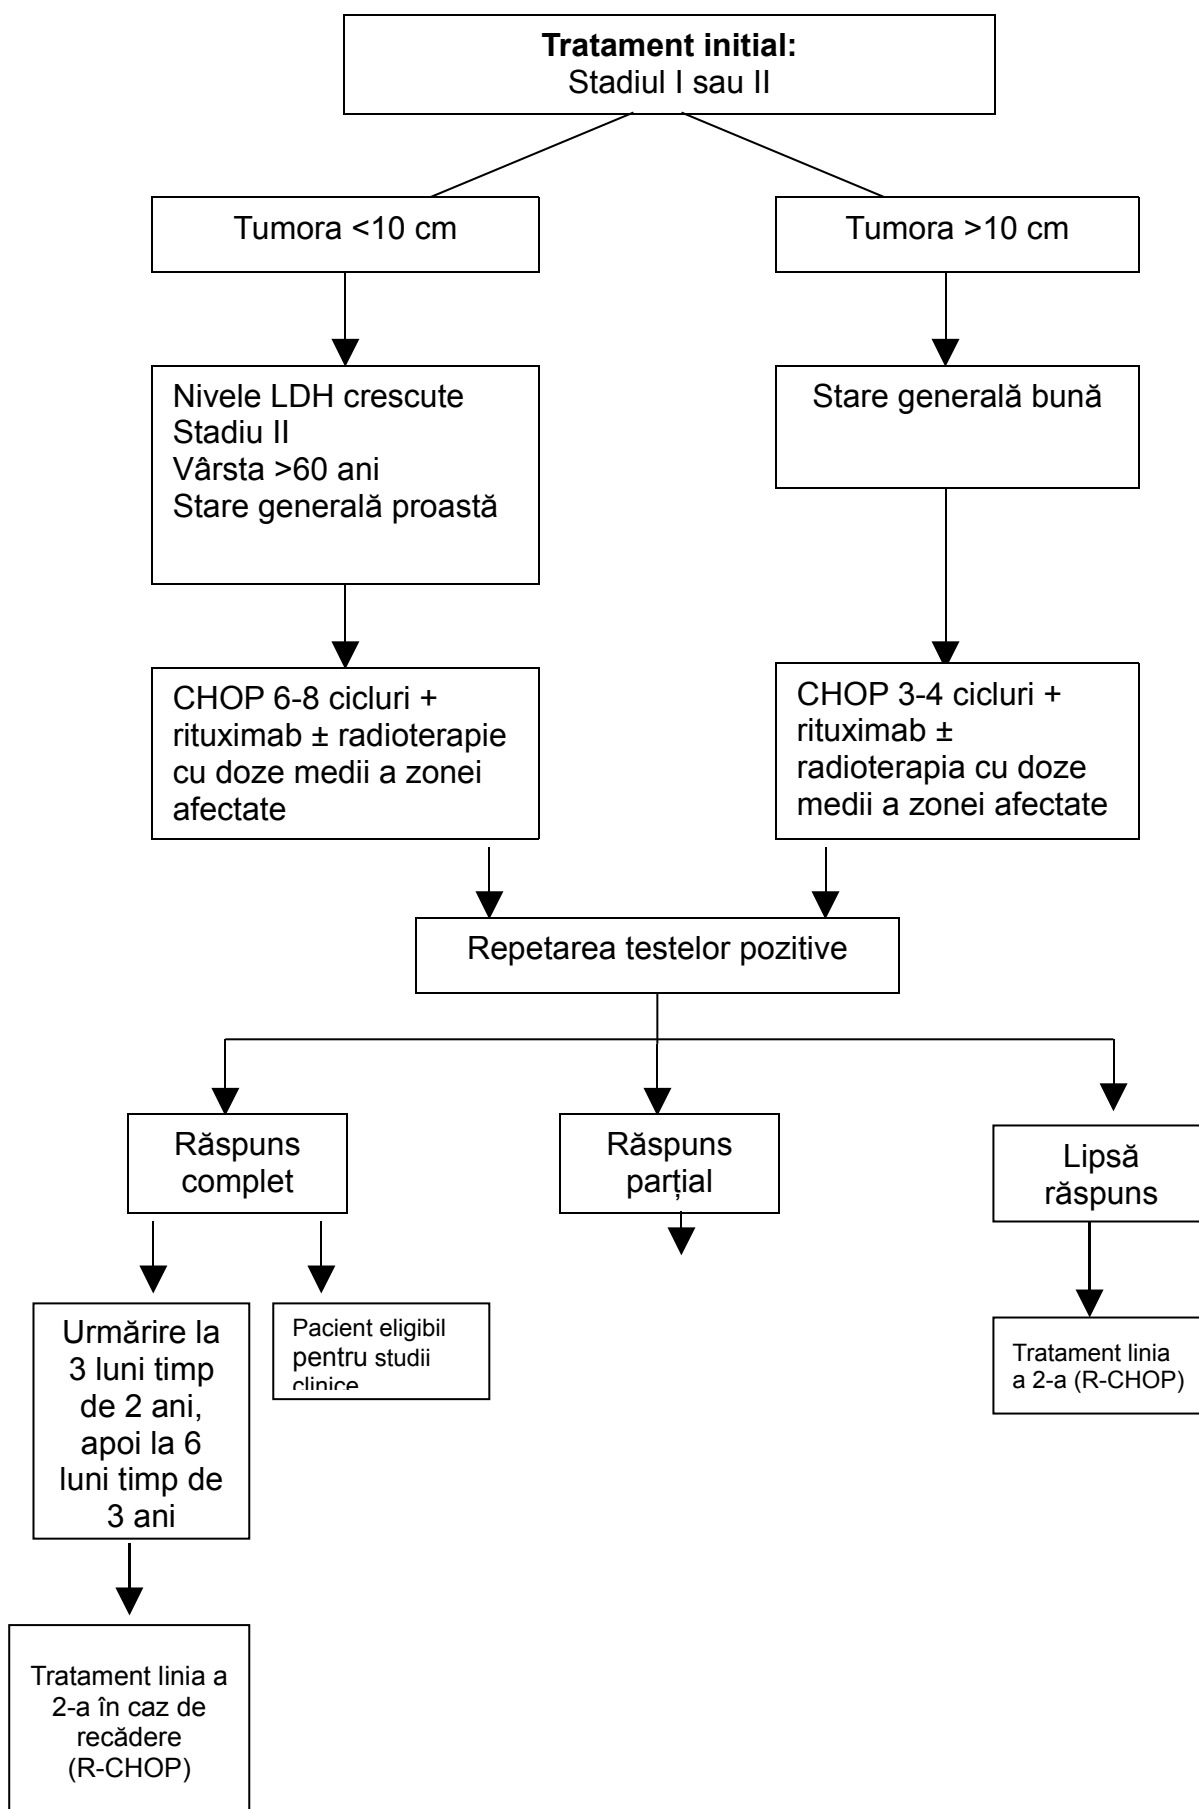 Tratament initial:
Stadiul I sau II
Tumora <10 cm
Tumora >10 cm
Nivele LDH crescute
Stadiu II
Vârsta >60 ani
Stare generală proastă
Stare generală bună
CHOP 6-8 cicluri +
rituximab ± radioterapie
cu doze medii a zonei
afectate
CHOP 3-4 cicluri +
rituximab ±
radioterapia cu doze
medii a zonei afectate
Repetarea testelor pozitive
Răspuns
complet
Răspuns
parțial
Lipsă
răspuns
Urmărire la
3 luni timp
de 2 ani,
apoi la 6
luni timp de
3 ani
Pacient eligibil
pentru studii
clinice
Tratament linia
a 2-a (R-CHOP)
Tratament linia a
2-a în caz de
recădere
(R-CHOP)